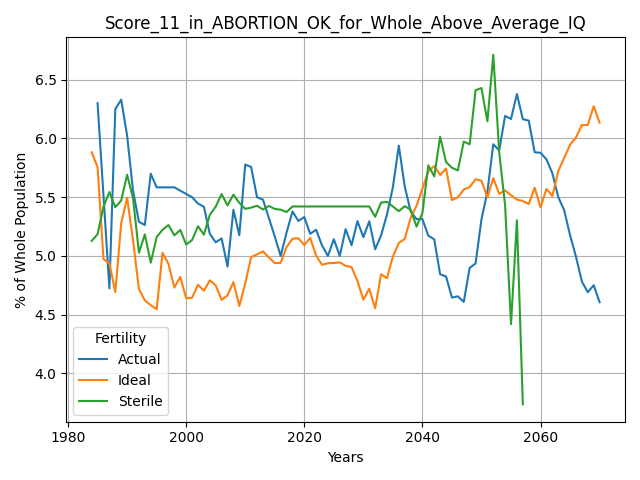 Score_11_in_ABORTION_OK_for_Whole_Above_Average_IQ
% of Whole Population
6.5
6.0
5.5
5.0
4.5
4.0
Fertility
Actual
Ideal
Sterile
1980
2000
2020
2040
2060
Years